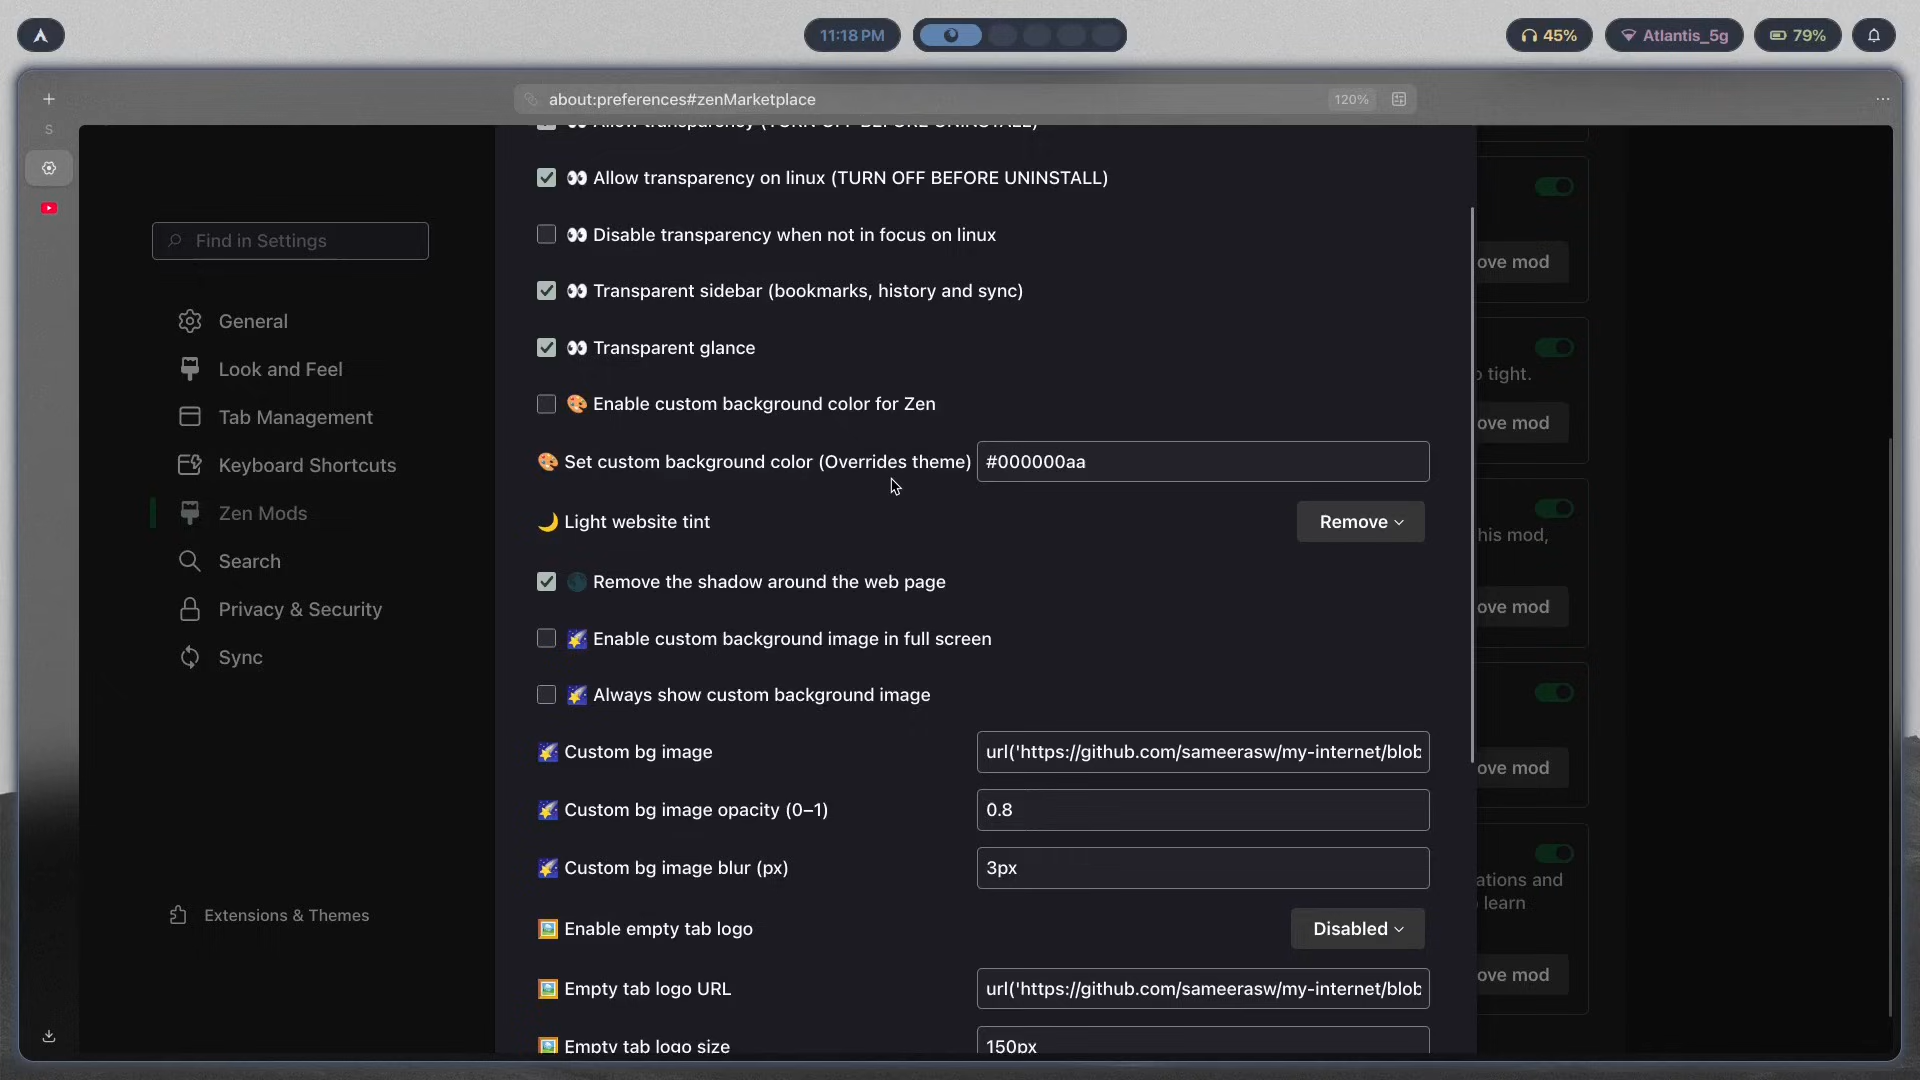 11:18 PM
45%
Atlantis_5g
79%
about:preferences#zenMarketplace
120%
S
Allow transparency (TURN OFF BEFORE UNINSTALL)
Allow transparency on linux (TURN OFF BEFORE UNINSTALL)
Disable transparency when not in focus on linux
Find in Settings
ove mod
Transparent sidebar (bookmarks, history and sync)
General
Transparent glance
Look and Feel
o tight.
Enable custom background color for Zen
Tab Management
ove mod
Set custom background color (Overrides theme)
#000000aa
Keyboard Shortcuts
Zen Mods
Light website tint
Remove
his mod,
Search
Remove the shadow around the web page
Privacy & Security
ove mod
Enable custom background image in full screen
Sync
Always show custom background image
Custom bg image
url('https://github.com/sameerasw/my-internet/blob
ove mod
Custom bg image opacity (0–1)
0.8
Custom bg image blur (px)
3px
ations and
learn
Extensions & Themes
Enable empty tab logo
Disabled
Empty tab logo URL
url('https://github.com/sameerasw/my-internet/blob
ove mod
Empty tab logo size
150px